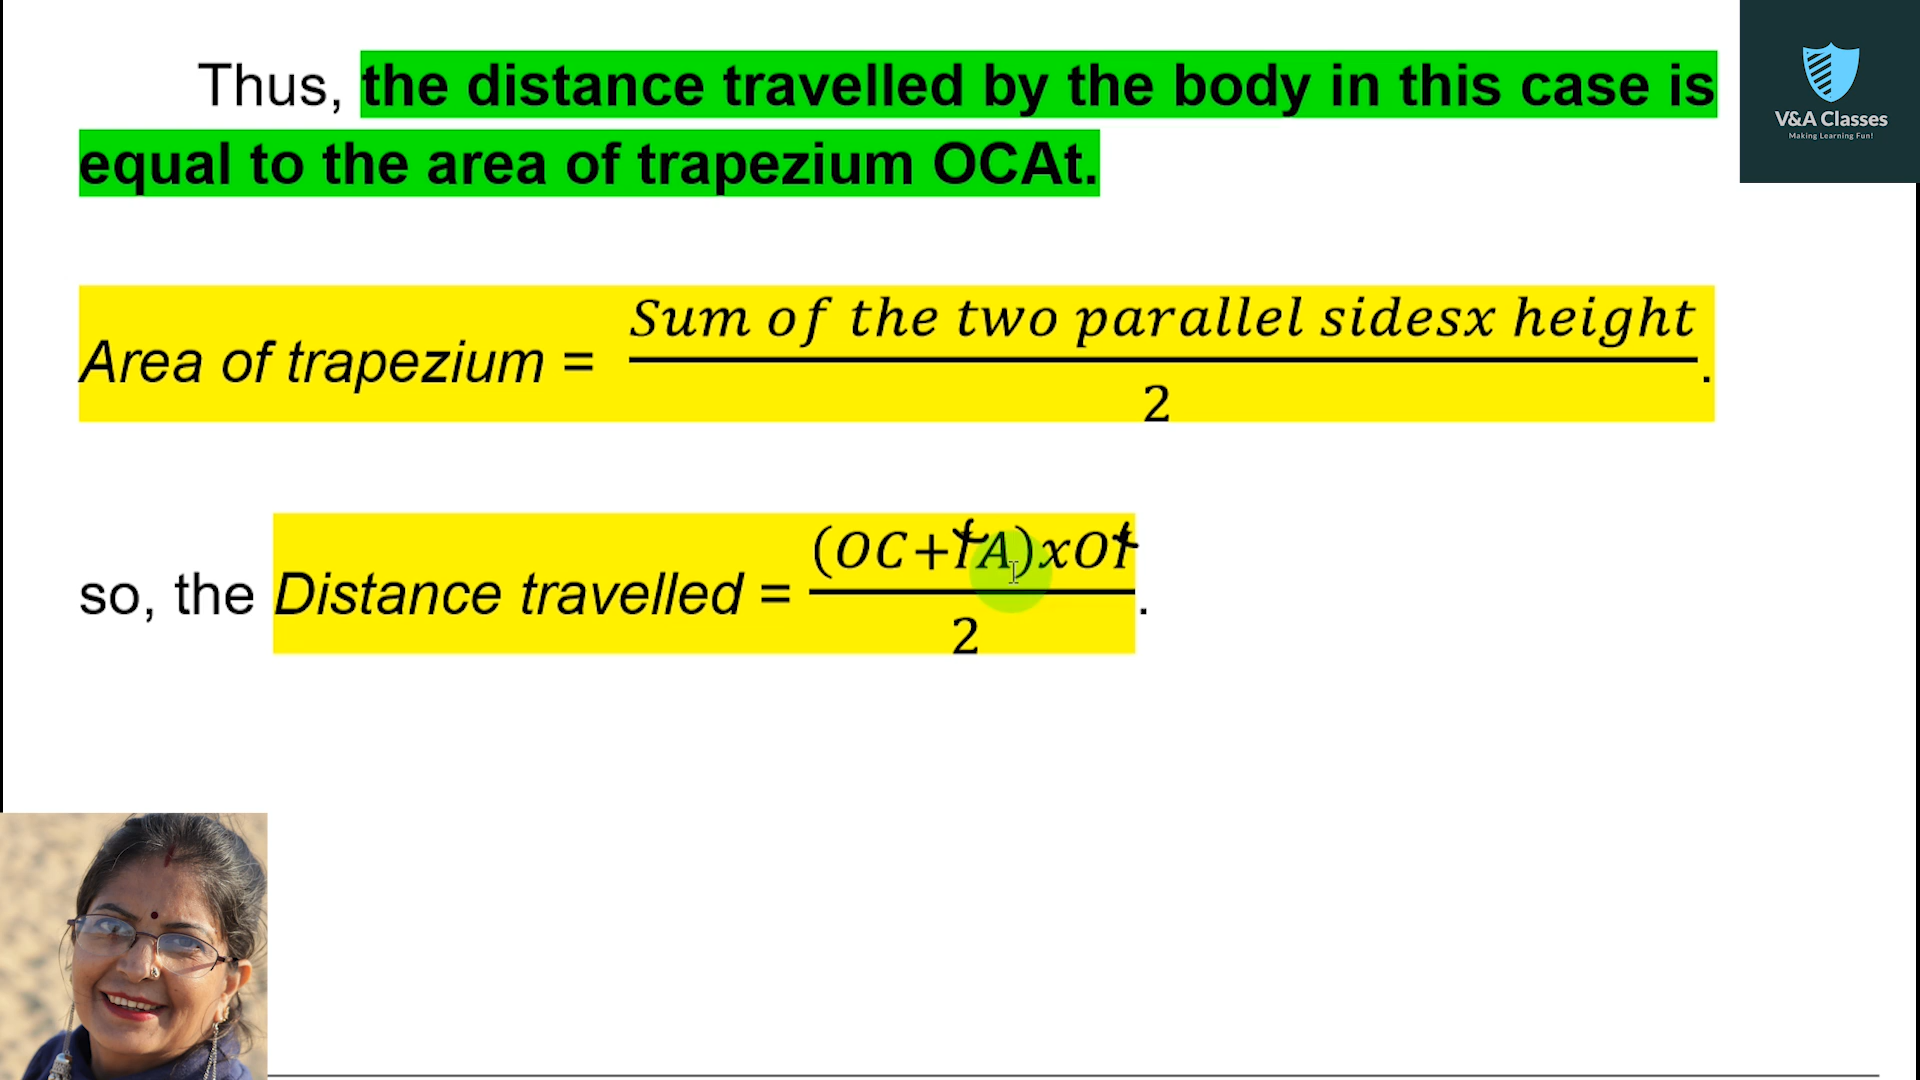 Thus, the distance travelled by the body in this case is
equal to the area of trapezium OCAt.
V&A Classes
Making Learning Fun!
Area of trapezium = Sum of the two parallel sidesx height / 2 .
so, the Distance travelled = (OC+tA)xOt / 2 .